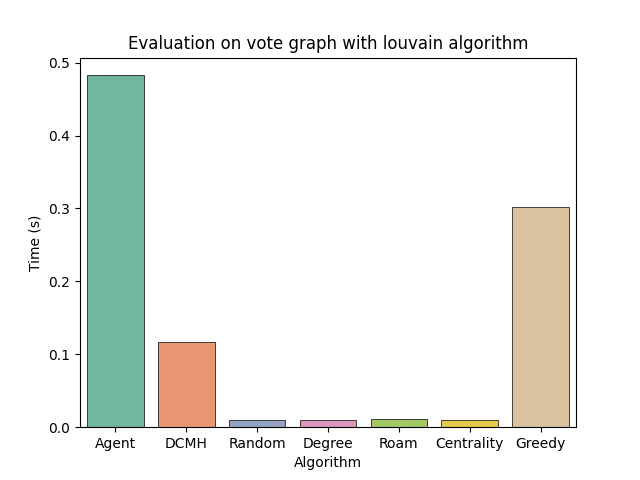 Evaluation on vote graph with louvain algorithm
0.5
0.4
0.3
0.2
0.1
0.0
Time (s)
Agent DCMH Random Degree Roam Centrality Greedy
Algorithm